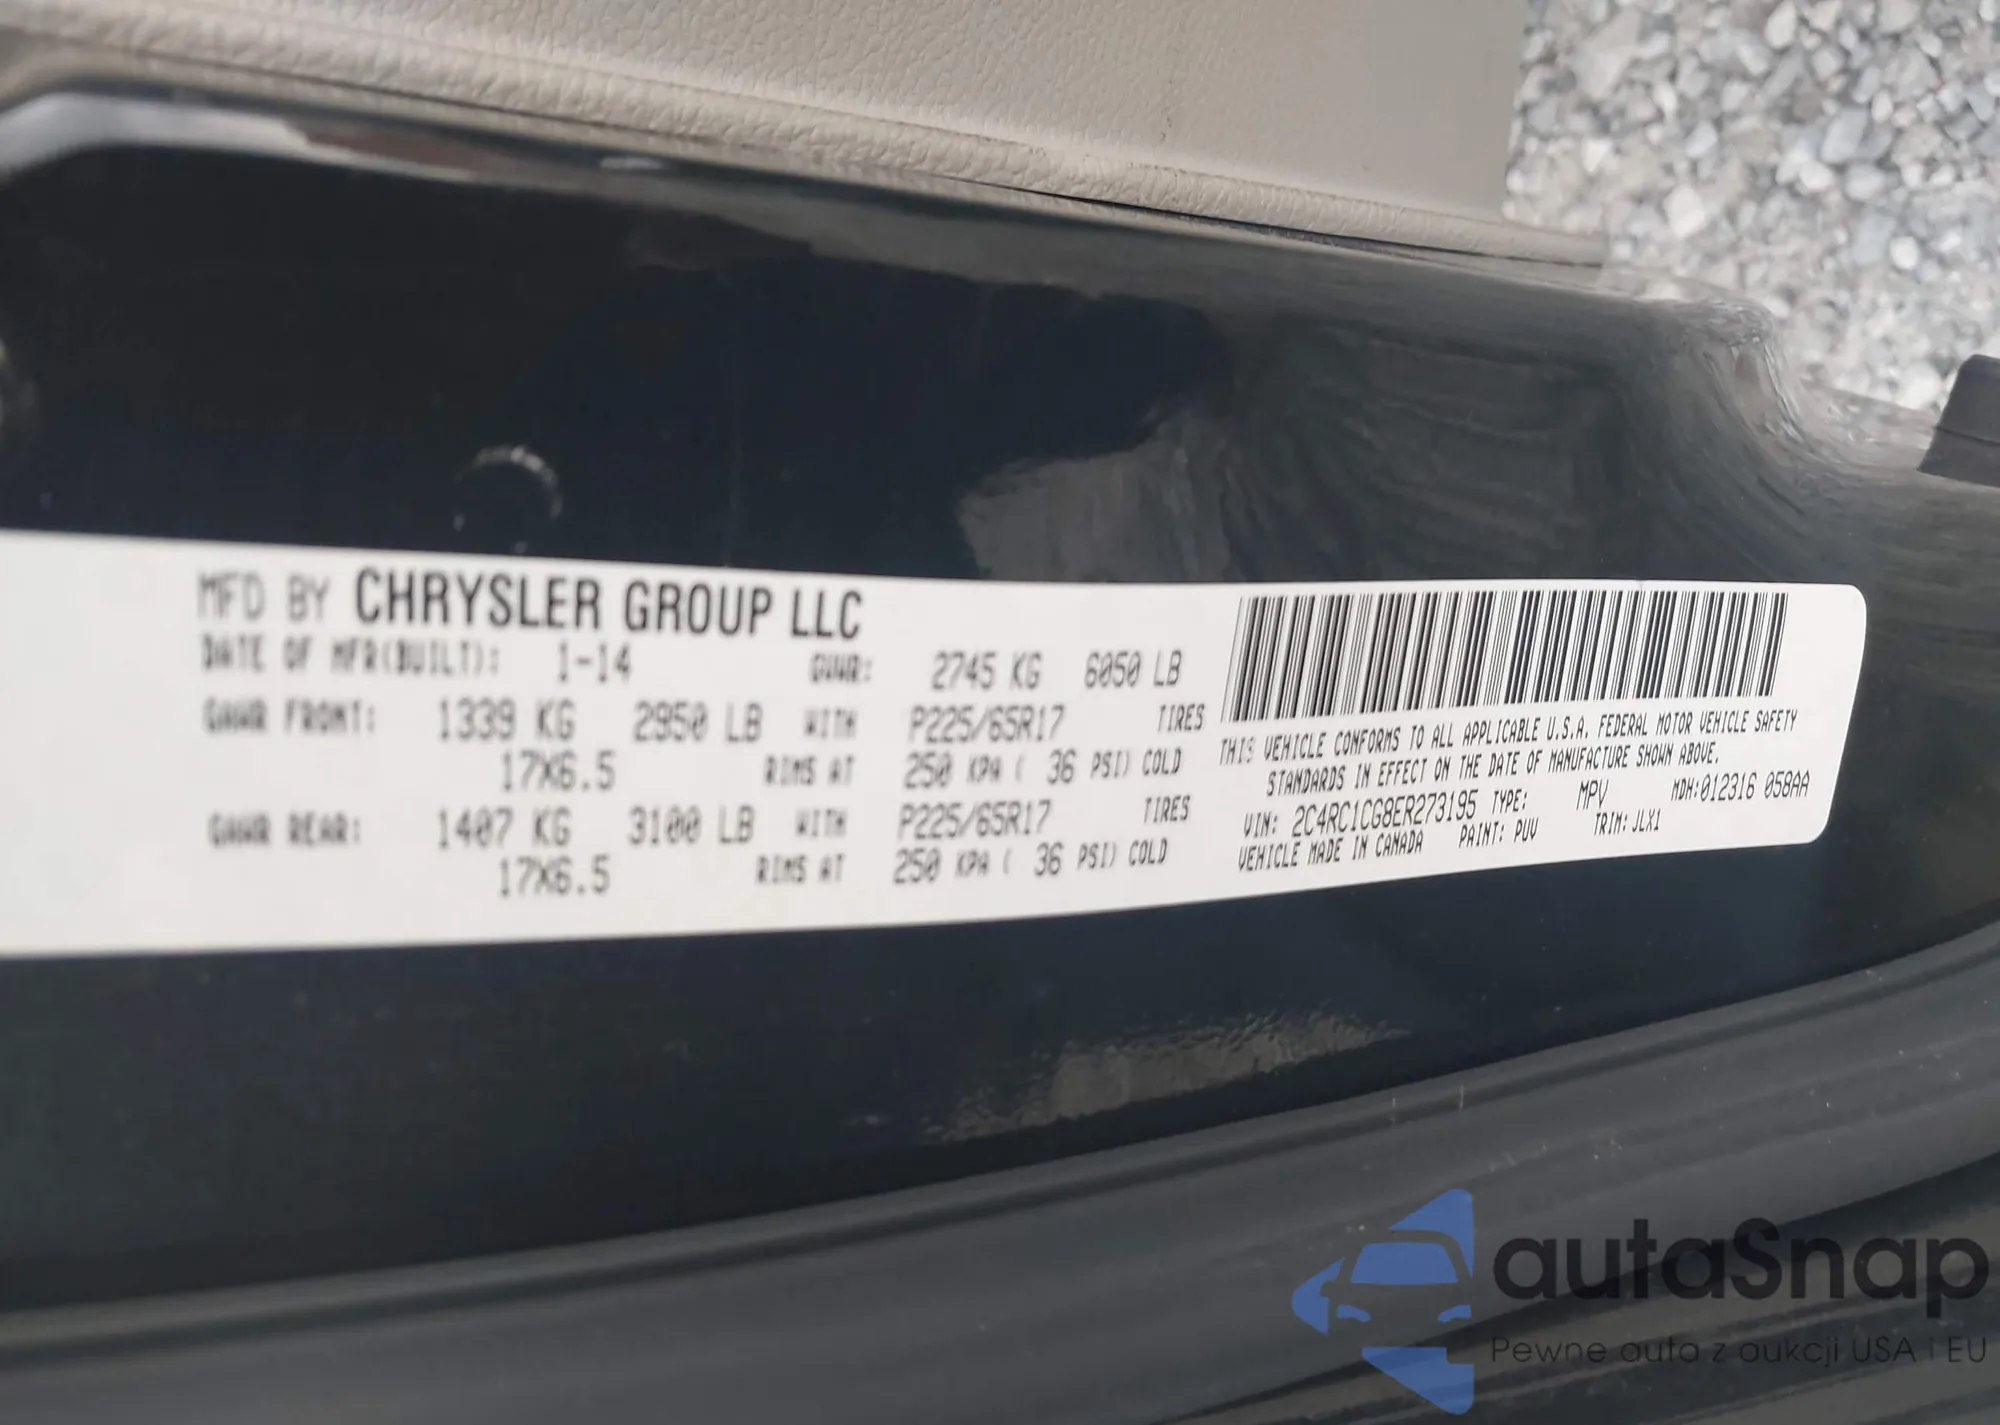 MFD BY CHRYSLER GROUP LLC
DATE OF MFR(BUILT): 1-14 GVWR: 2745 KG 6050 LB
GAWR FRONT: 1339 KG 2950 LB WITH P225/65R17 TIRES
17X6.5 RIMS AT 250 KPA ( 36 PSI) COLD
GAWR REAR: 1407 KG 3100 LB WITH P225/65R17 TIRES
17X6.5 RIMS AT 250 KPA ( 36 PSI) COLD
THIS VEHICLE CONFORMS TO ALL APPLICABLE U.S.A. FEDERAL MOTOR VEHICLE SAFETY
STANDARDS IN EFFECT ON THE DATE OF MANUFACTURE SHOWN ABOVE.
VIN: 2C4RC1CG8ER273195 TYPE: MPV MDH:012316 058AA
VEHICLE MADE IN CANADA PAINT: PUV TRIM: JLX1
autaSnap
Pewne auta z aukcji USA i EU